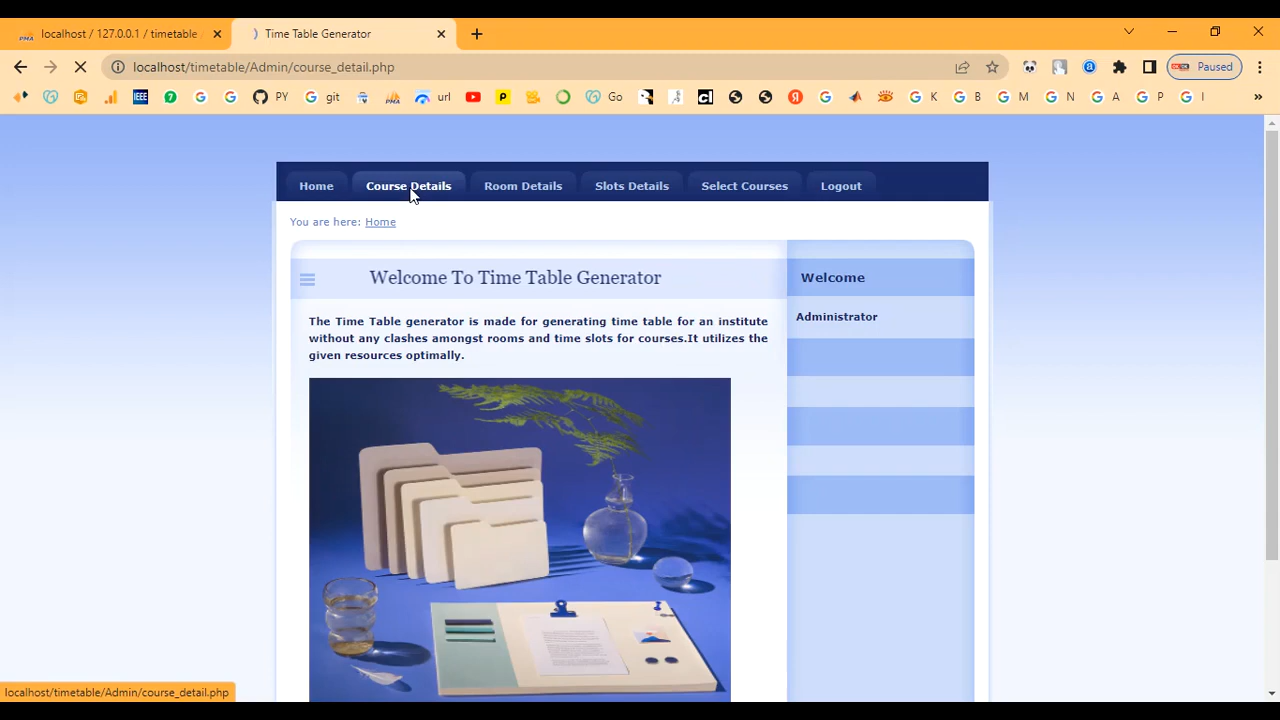 localhost / 127.0.0.1 / timetable
Time Table Generator
localhost/timetable/Admin/course_detail.php
Paused
PY
git
url
Go
K
B
M
N
A
P
I
Home
Course Details
Room Details
Slots Details
Select Courses
Logout
You are here: Home
Welcome To Time Table Generator
The Time Table generator is made for generating time table for an institute
without any clashes amongst rooms and time slots for courses.It utilizes the
given resources optimally.
Welcome
Administrator
localhost/timetable/Admin/course_detail.php